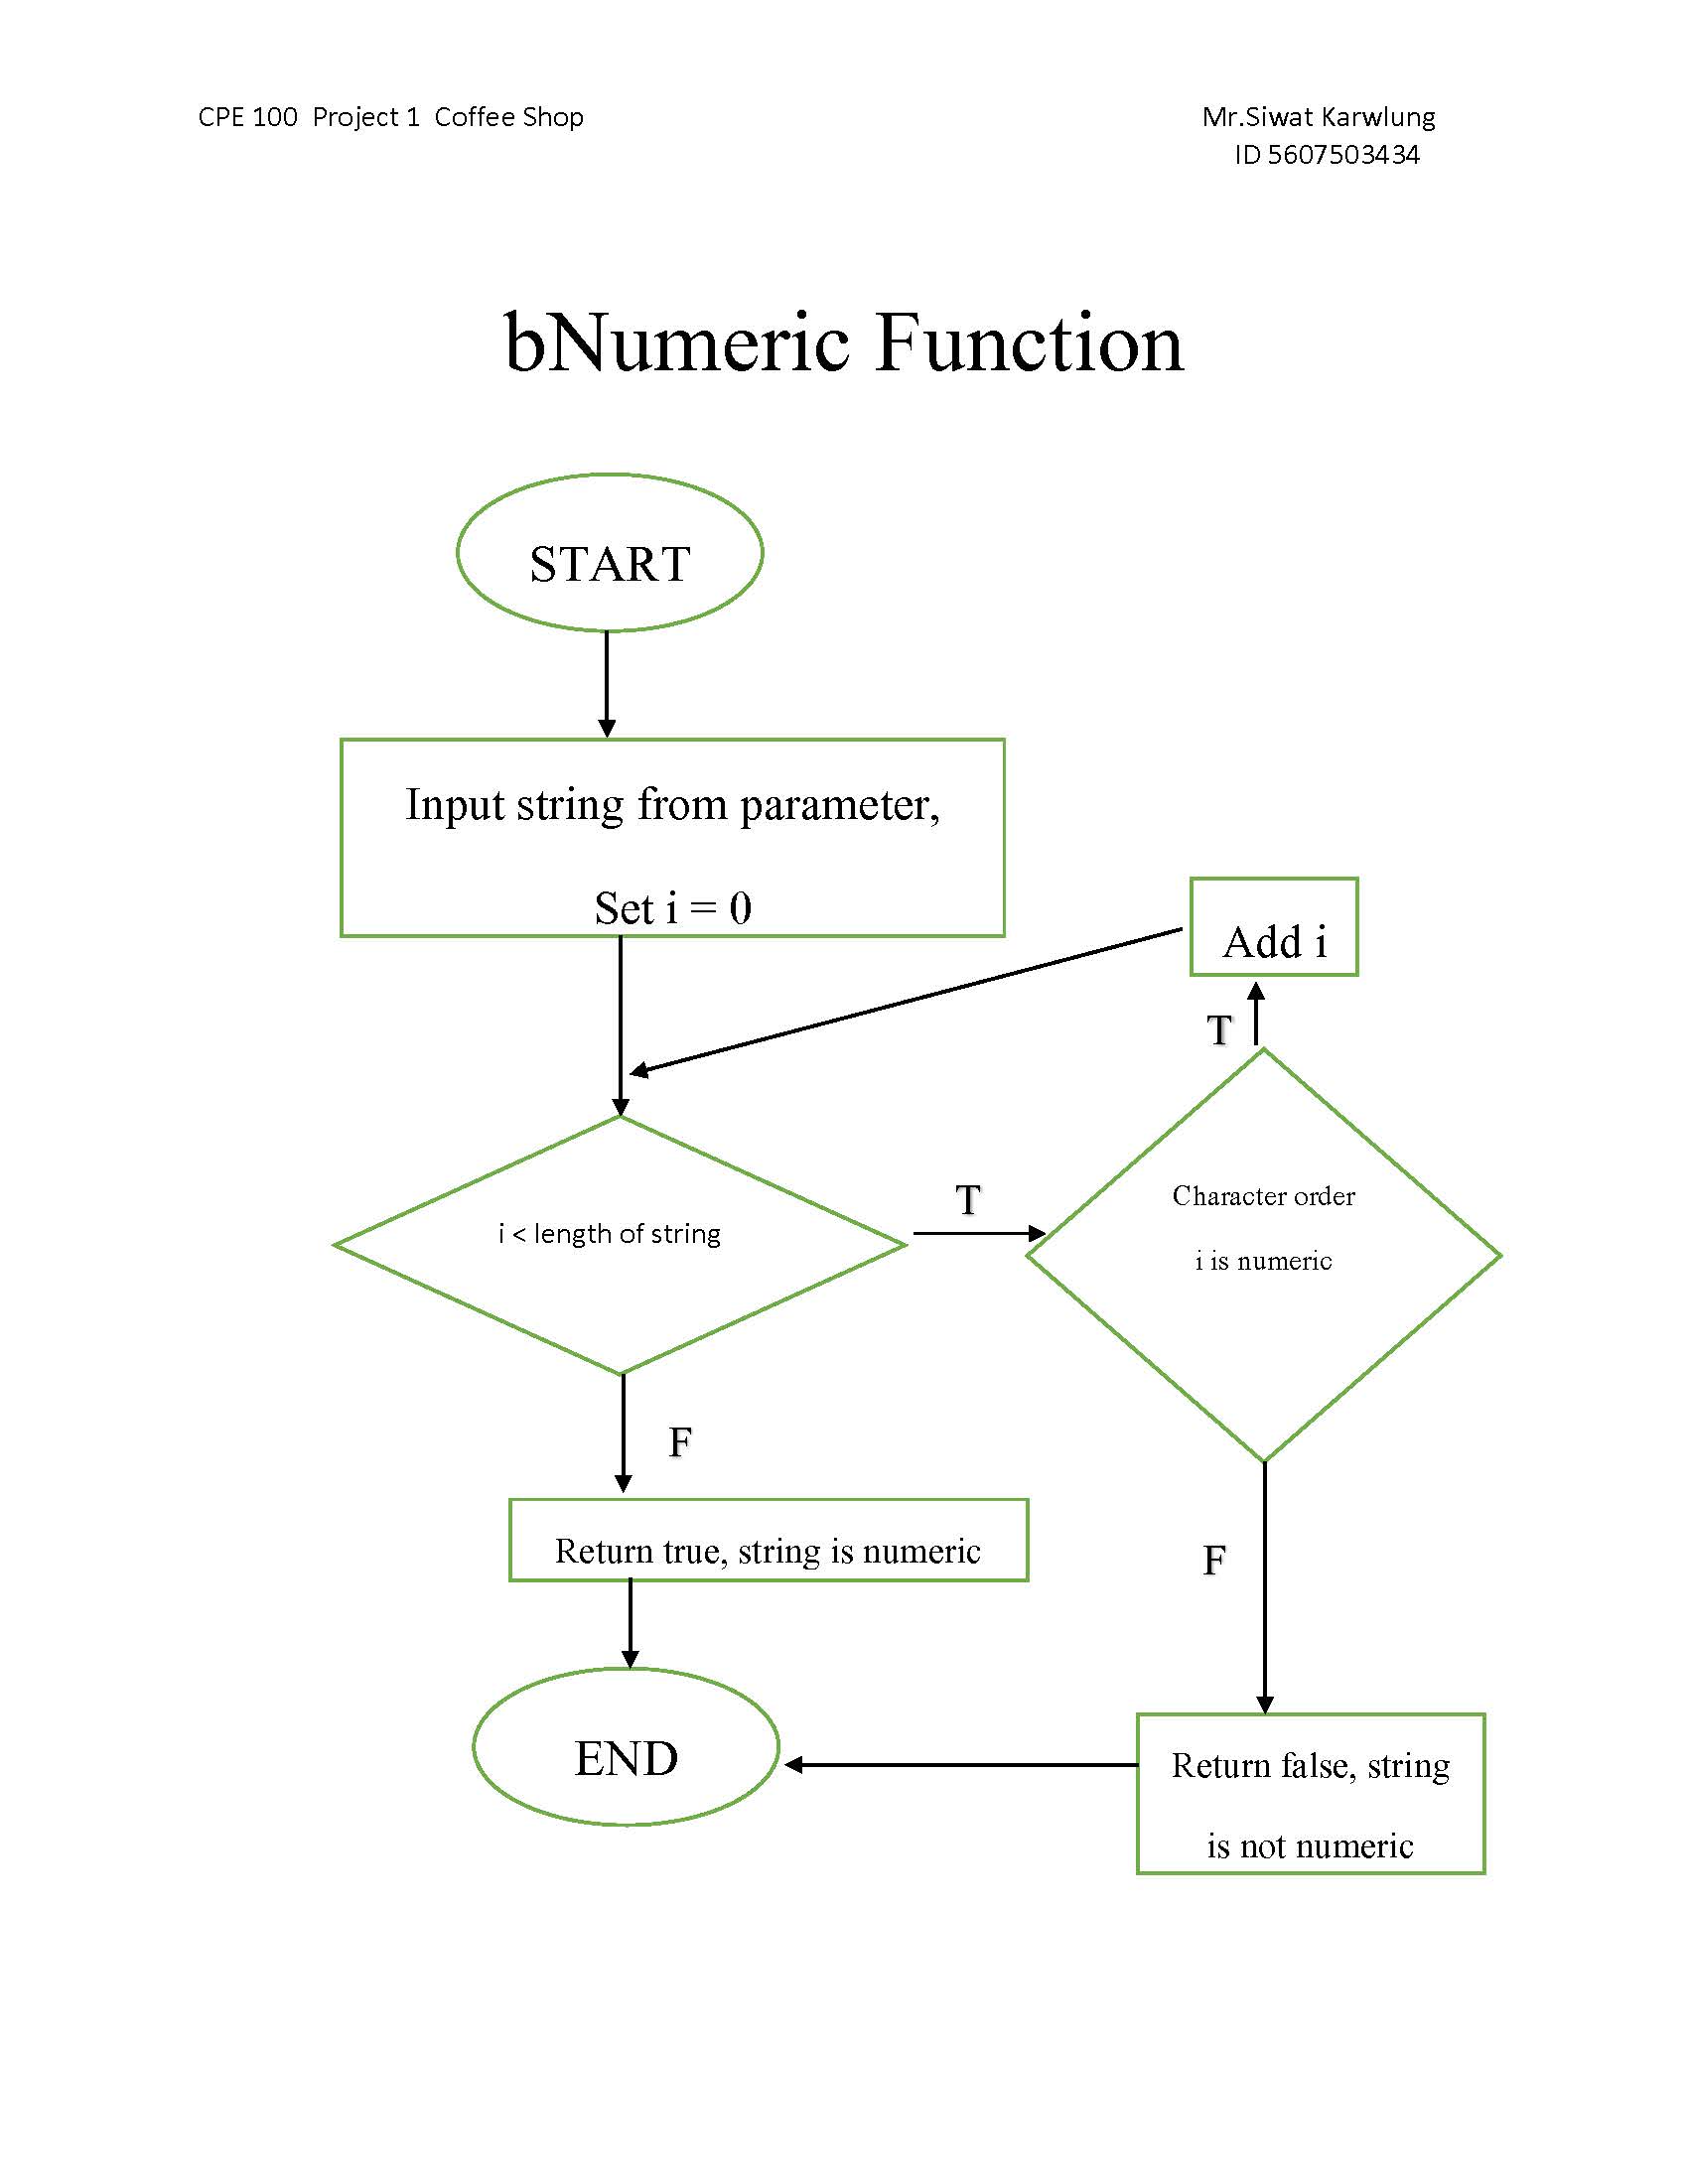 CPE 100  Project 1  Coffee Shop
Mr.Siwat Karwlung
ID 5607503434
bNumeric Function
START
Input string from parameter,
Set i = 0
Add i
T
i < length of string
T
Character order
i is numeric
F
Return true, string is numeric
F
END
Return false, string
is not numeric